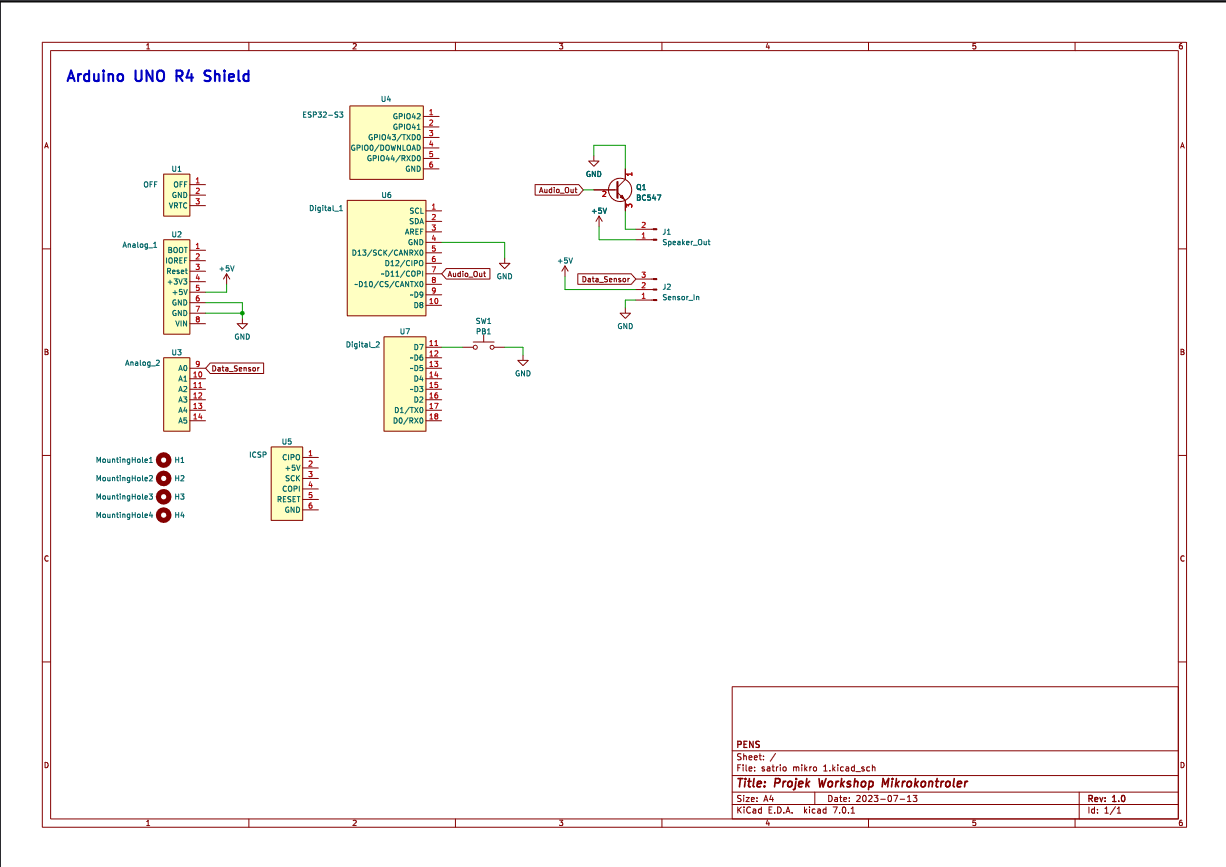 1 2 3 4 5 6
Arduino UNO R4 Shield
A
A
U4
ESP32-S3
GPIO42 1
GPIO41 2
GPIO43/TXD0 3
GPIO0/DOWNLOAD 4
GPIO44/RXD0 5
GND 6
U1
OFF
OFF 1
GND 2
VRTC 3
U6
Digital_1
SCL 1
SDA 2
AREF 3
GND 4
D13/SCK/CANRX0 5
D12/CIPO 6
~D11/COPI 7
~D10/CS/CANTX0 8
~D9 9
D8 10
Audio_Out
GND
GND
Audio_Out
1
2
3
Q1
BC547
+5V
2
1
J1
Speaker_Out
+5V
Data_Sensor 3
2
1
J2
Sensor_In
GND
U2
Analog_1
BOOT 1
IOREF 2
Reset 3
+3V3 4
+5V 5
GND 6
GND 7
VIN 8
+5V
GND
B
B
U3
Analog_2
A0 9
A1 10
A2 11
A3 12
A4 13
A5 14
Data_Sensor
U7
Digital_2
D7 11
~D6 12
~D5 13
D4 14
~D3 15
D2 16
D1/TX0 17
D0/RX0 18
SW1
PB1
GND
MountingHole1 H1
MountingHole2 H2
MountingHole3 H3
MountingHole4 H4
U5
ICSP
CIPO 1
+5V 2
SCK 3
COPI 4
RESET 5
GND 6
C
C
D
D
PENS
Sheet: /
File: satrio mikro 1.kicad_sch
Title: Projek Workshop Mikrokontroler
Size: A4 Date: 2023-07-13 Rev: 1.0
KiCad E.D.A. kicad 7.0.1 Id: 1/1
1 2 3 4 5 6